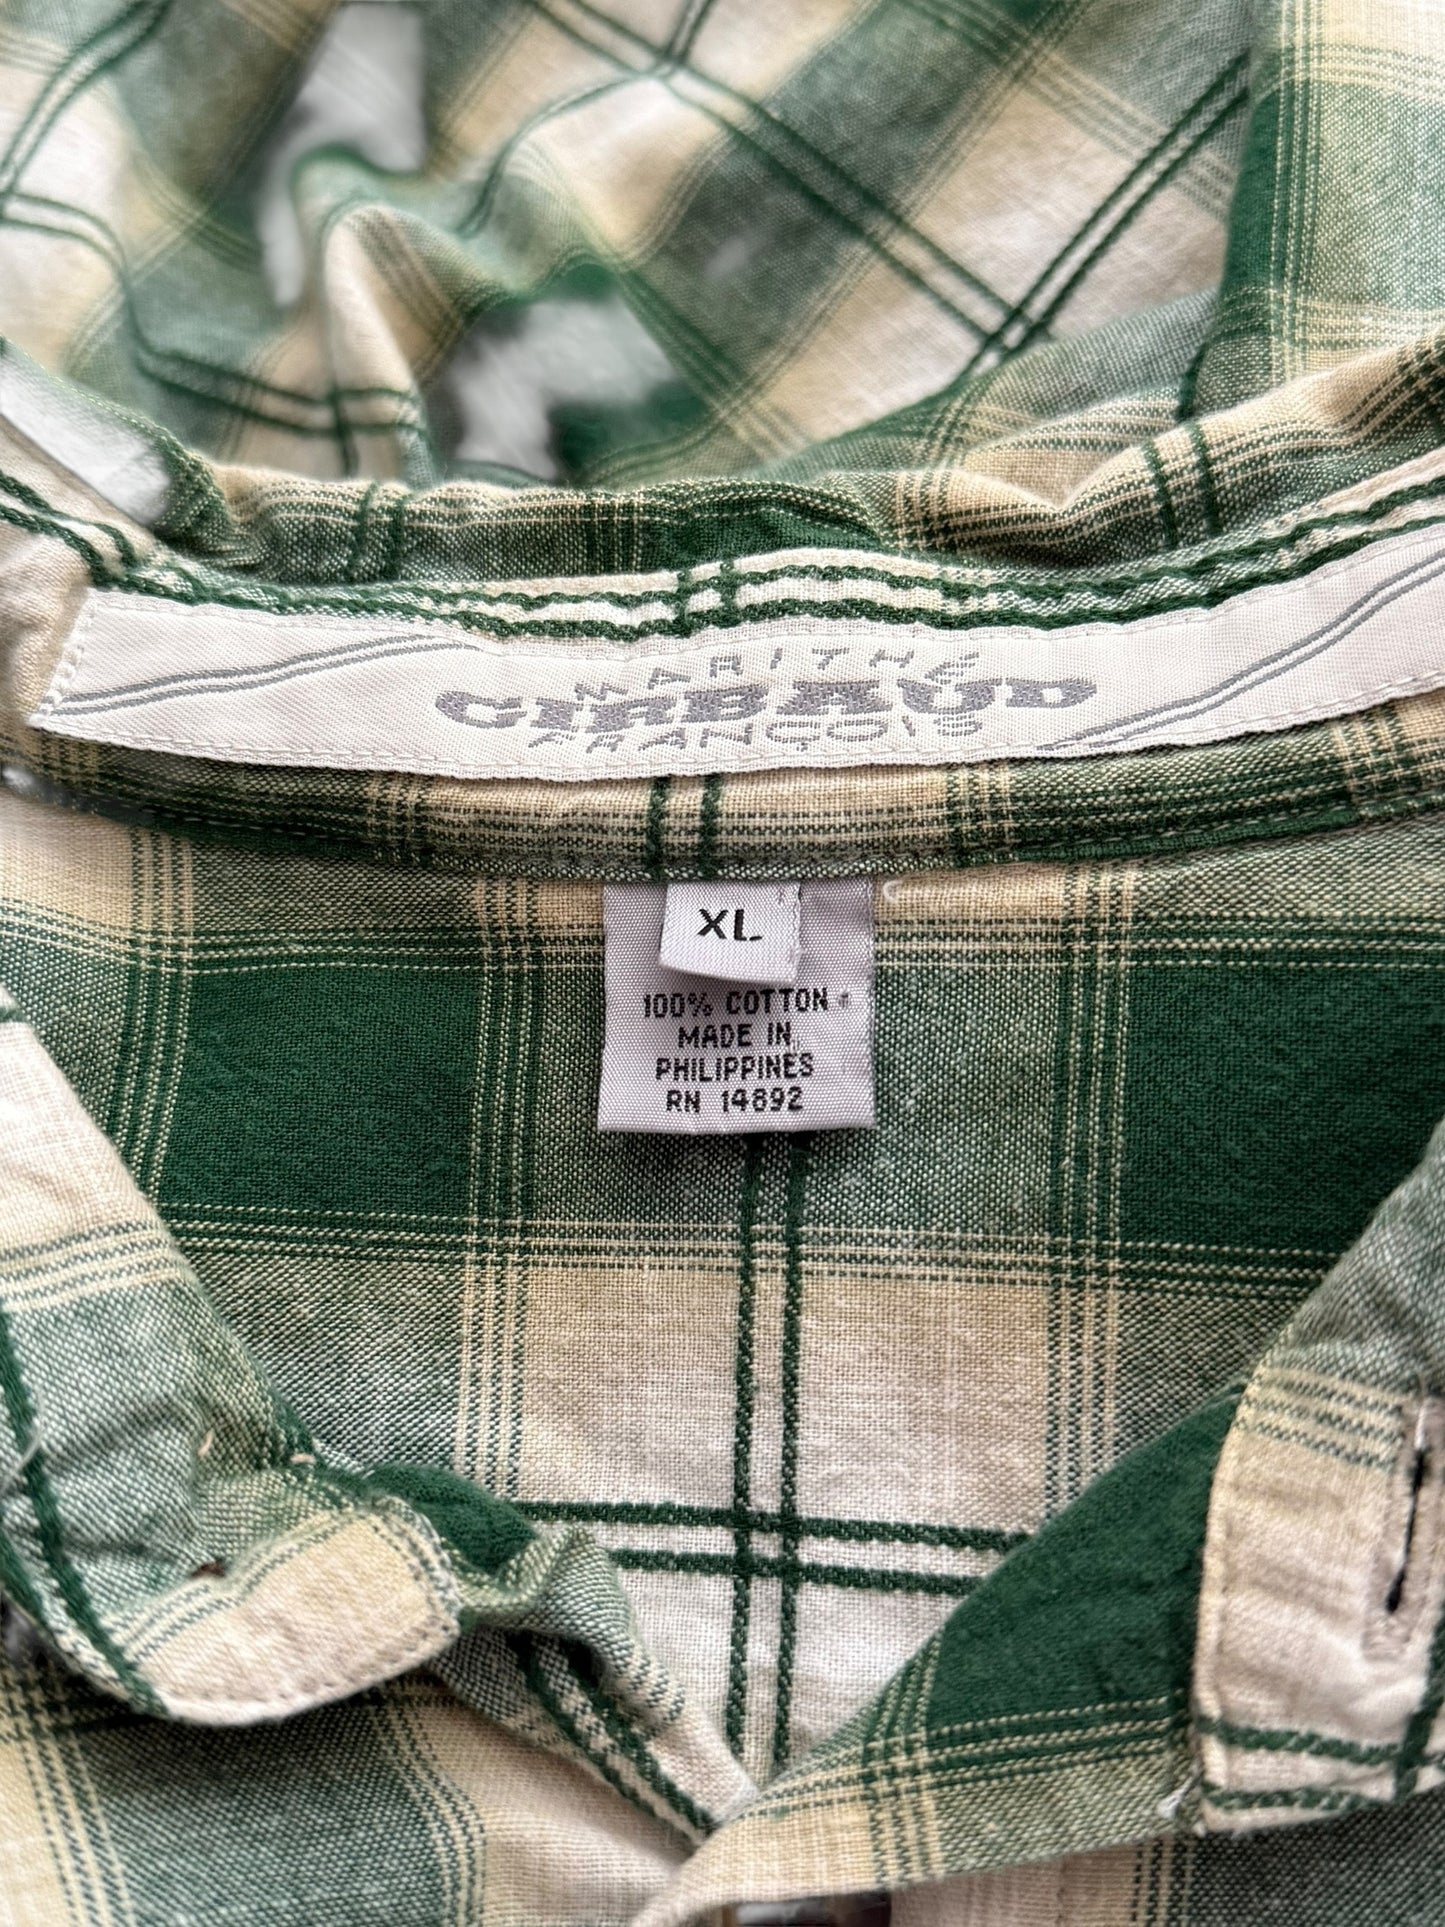 MARITHÉ
GIRBAUD
FRANÇOIS
XL
100% COTTON
MADE IN
PHILIPPINES
RN 14892